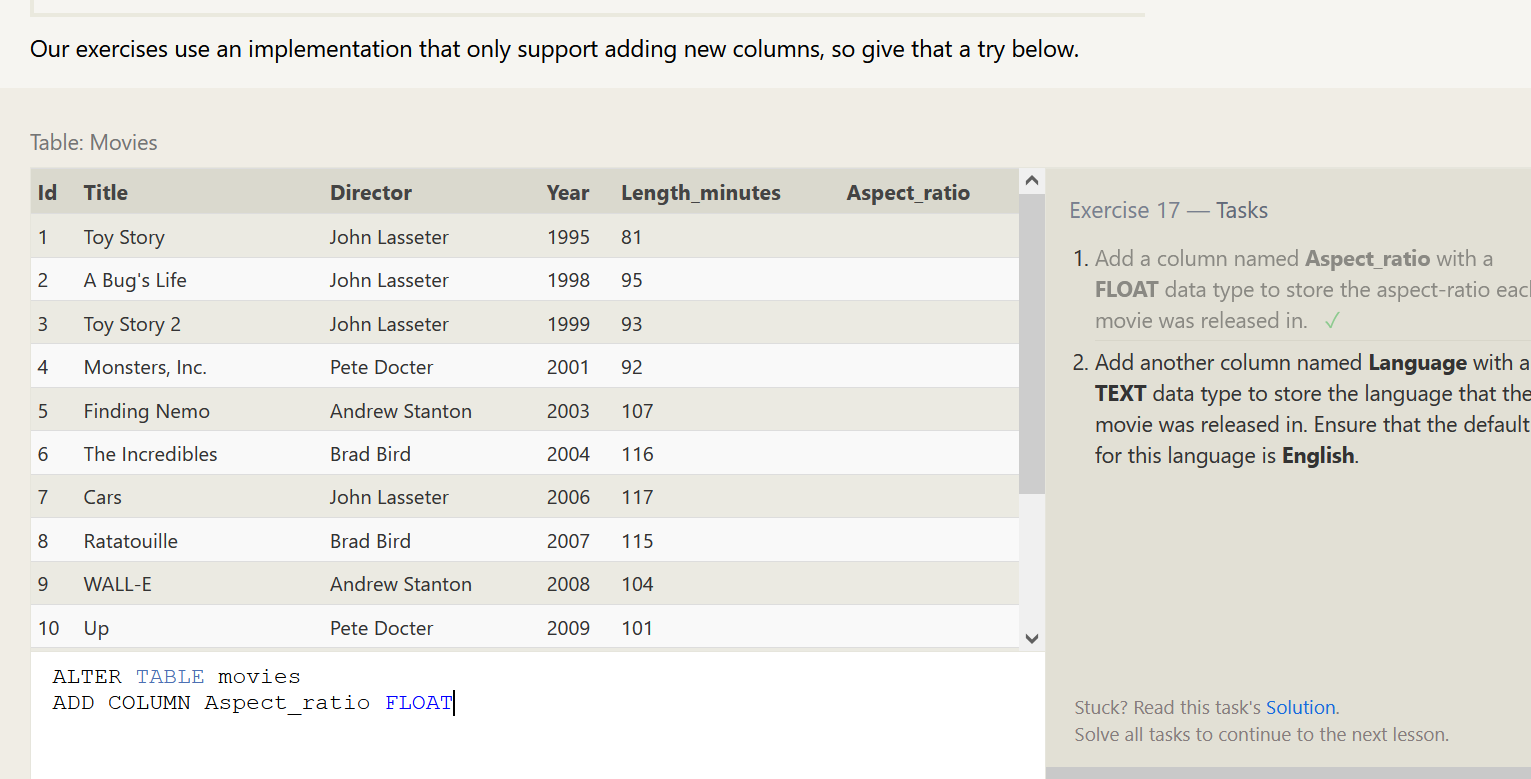 Our exercises use an implementation that only support adding new columns, so give that a try below.
Table: Movies
Id Title Director Year Length_minutes Aspect_ratio
1 Toy Story John Lasseter 1995 81
2 A Bug's Life John Lasseter 1998 95
3 Toy Story 2 John Lasseter 1999 93
4 Monsters, Inc. Pete Docter 2001 92
5 Finding Nemo Andrew Stanton 2003 107
6 The Incredibles Brad Bird 2004 116
7 Cars John Lasseter 2006 117
8 Ratatouille Brad Bird 2007 115
9 WALL-E Andrew Stanton 2008 104
10 Up Pete Docter 2009 101
ALTER TABLE movies
ADD COLUMN Aspect_ratio FLOAT
Exercise 17 — Tasks
1. Add a column named Aspect_ratio with a
FLOAT data type to store the aspect-ratio each
movie was released in. ✓
2. Add another column named Language with a
TEXT data type to store the language that the
movie was released in. Ensure that the default
for this language is English.
Stuck? Read this task's Solution.
Solve all tasks to continue to the next lesson.